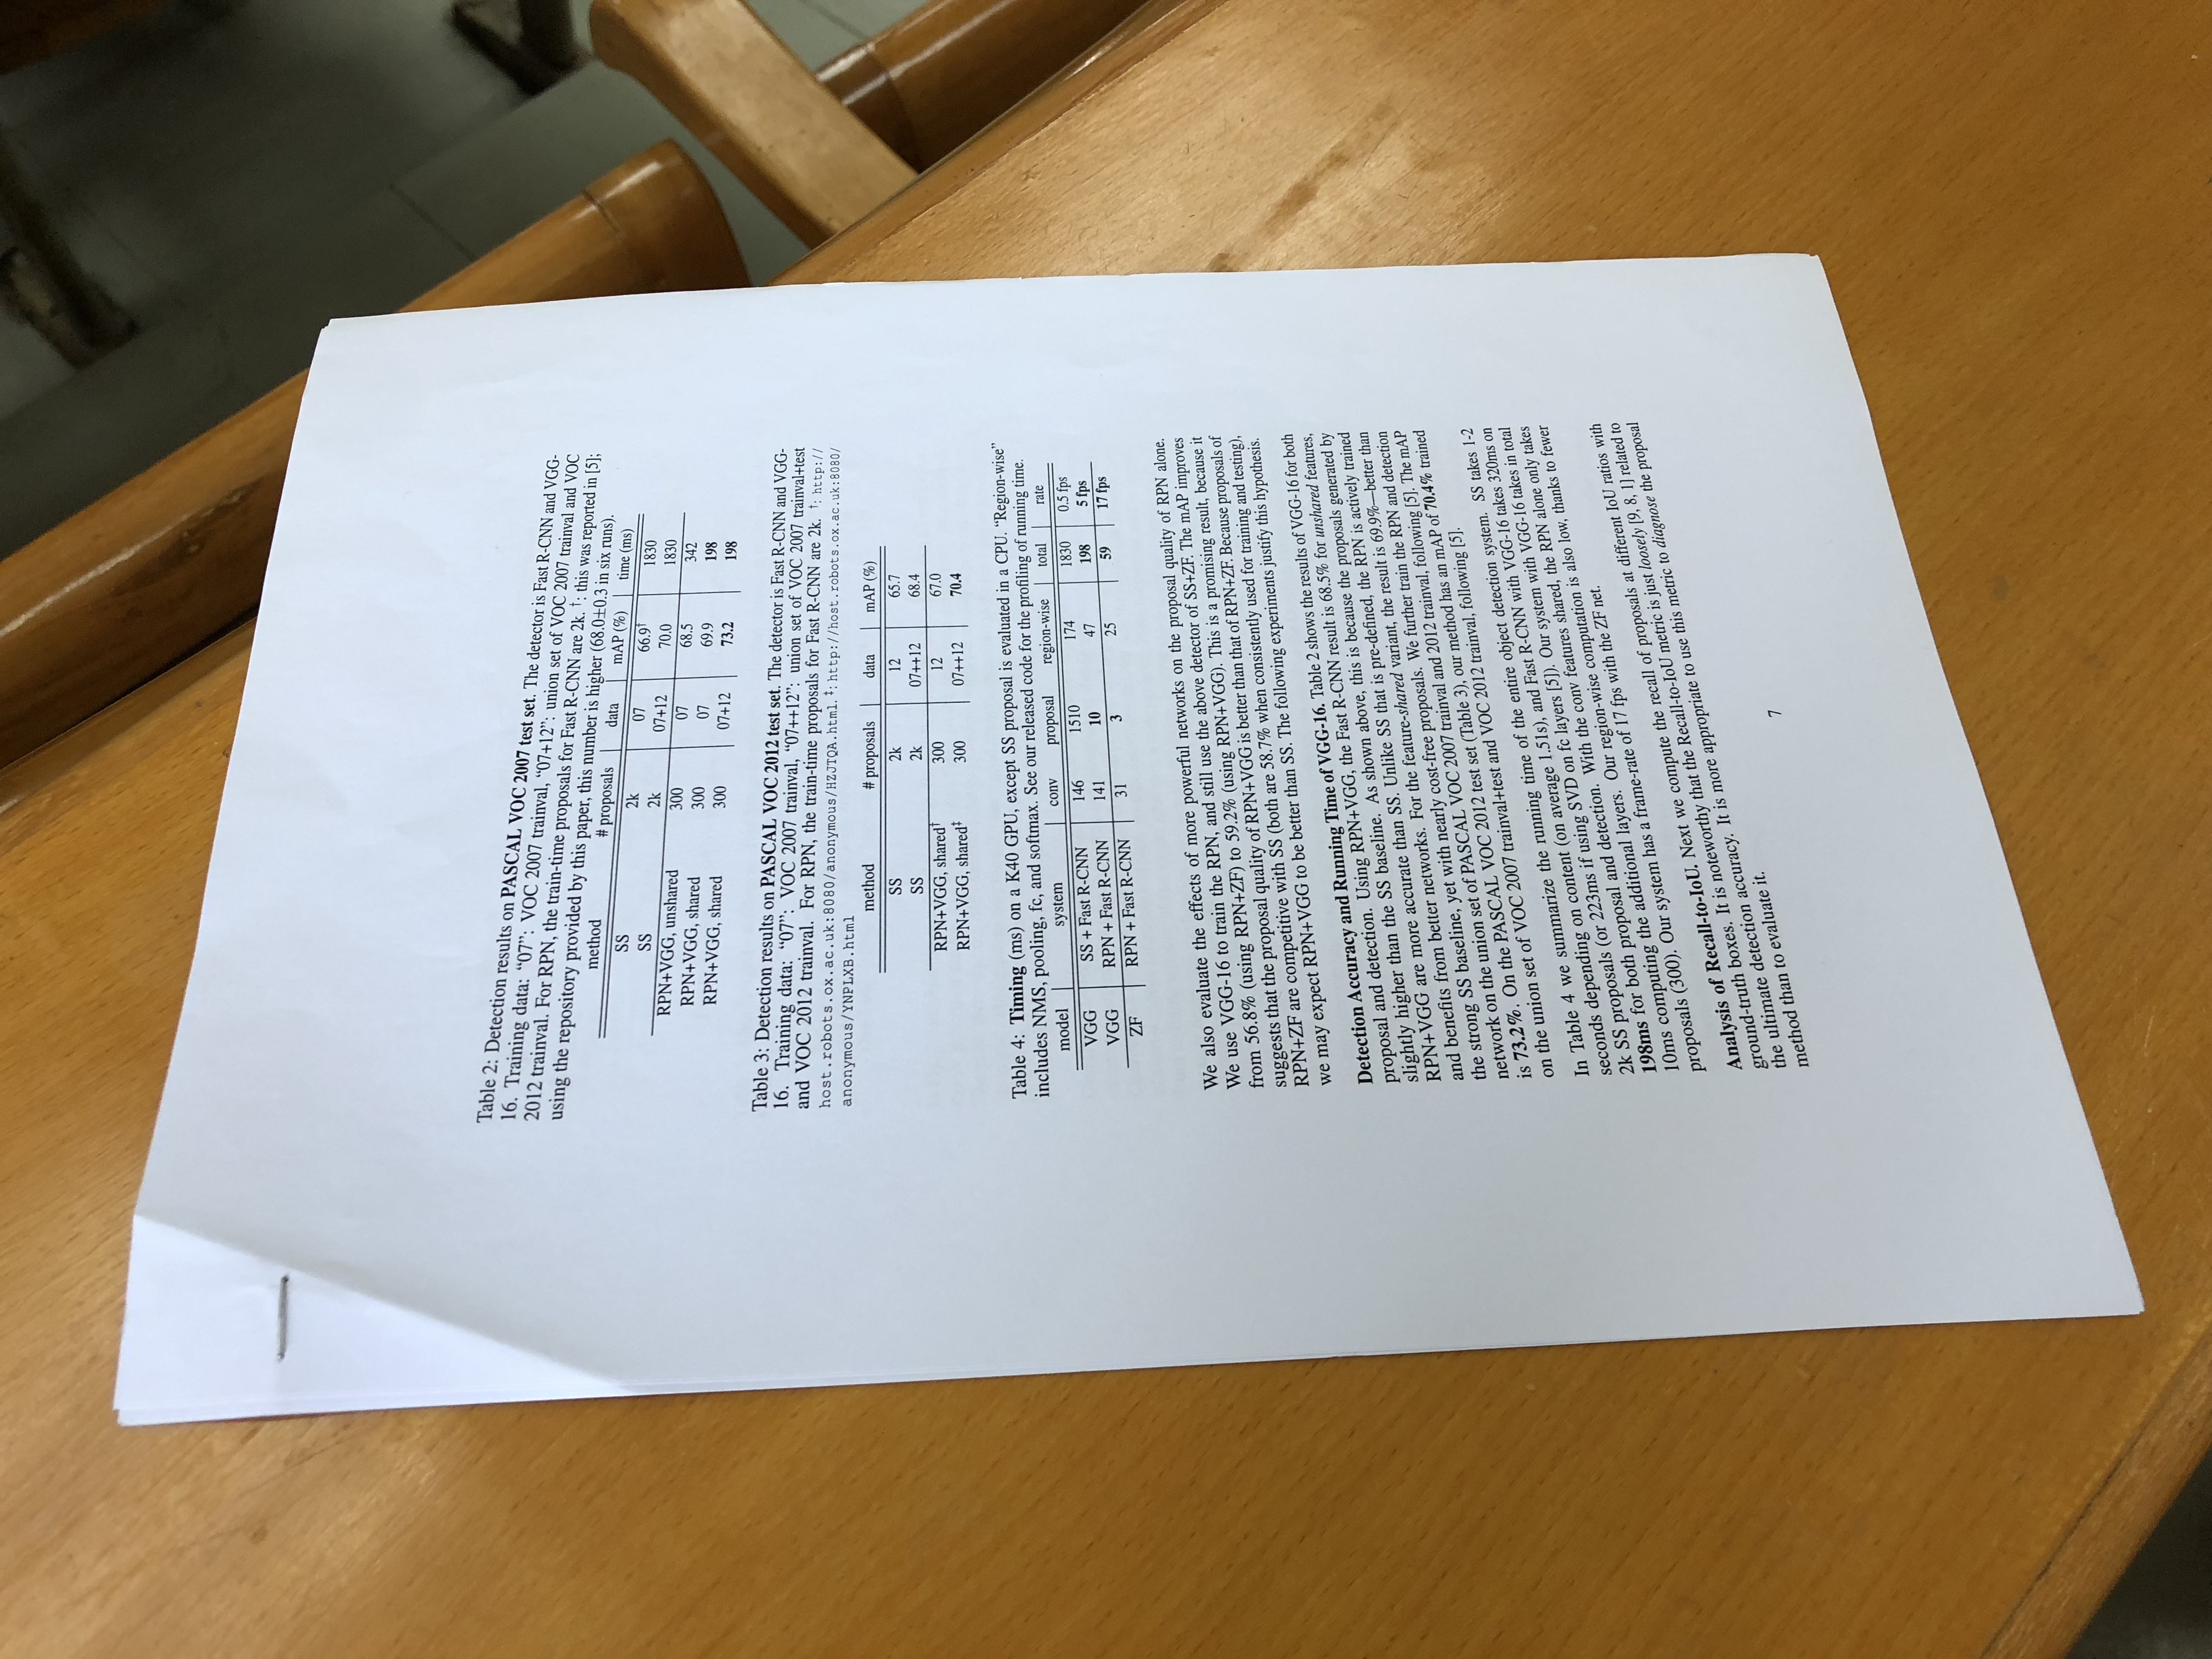 Table 2: Detection results on PASCAL VOC 2007 test set. The detector is Fast R-CNN and VGG-
16. Training data: “07”: VOC 2007 trainval, “07+12”: union set of VOC 2007 trainval and VOC
2012 trainval. For RPN, the train-time proposals for Fast R-CNN are 2k. †: this was reported in [5];
using the repository provided by this paper, this number is higher (68.0±0.3 in six runs).
method # proposals data mAP (%) time (ms)
SS 2k 07 66.9† 1830
SS 2k 07+12 70.0 1830
RPN+VGG, unshared 300 07 68.5 342
RPN+VGG, shared 300 07 69.9 198
RPN+VGG, shared 300 07+12 73.2 198
Table 3: Detection results on PASCAL VOC 2012 test set. The detector is Fast R-CNN and VGG-
16. Training data: “07”: VOC 2007 trainval, “07++12”: union set of VOC 2007 trainval+test
and VOC 2012 trainval. For RPN, the train-time proposals for Fast R-CNN are 2k. †: http://
host.robots.ox.ac.uk:8080/anonymous/HZJTQA.html. ‡: http://host.robots.ox.ac.uk:8080/
anonymous/YNPLXB.html
method # proposals data mAP (%)
SS 2k 12 65.7
SS 2k 07++12 68.4
RPN+VGG, shared† 300 12 67.0
RPN+VGG, shared‡ 300 07++12 70.4
Table 4: Timing (ms) on a K40 GPU, except SS proposal is evaluated in a CPU. “Region-wise”
includes NMS, pooling, fc, and softmax. See our released code for the profiling of running time.
model system conv proposal region-wise total rate
VGG SS + Fast R-CNN 146 1510 174 1830 0.5 fps
VGG RPN + Fast R-CNN 141 10 47 198 5 fps
ZF RPN + Fast R-CNN 31 3 25 59 17 fps
We also evaluate the effects of more powerful networks on the proposal quality of RPN alone.
We use VGG-16 to train the RPN, and still use the above detector of SS+ZF. The mAP improves
from 56.8% (using RPN+ZF) to 59.2% (using RPN+VGG). This is a promising result, because it
suggests that the proposal quality of RPN+VGG is better than that of RPN+ZF. Because proposals of
RPN+ZF are competitive with SS (both are 58.7% when consistently used for training and testing),
we may expect RPN+VGG to be better than SS. The following experiments justify this hypothesis.
Detection Accuracy and Running Time of VGG-16. Table 2 shows the results of VGG-16 for both
proposal and detection. Using RPN+VGG, the Fast R-CNN result is 68.5% for unshared features,
slightly higher than the SS baseline. As shown above, this is because the proposals generated by
RPN+VGG are more accurate than SS. Unlike SS that is pre-defined, the RPN is actively trained
and benefits from better networks. For the feature-shared variant, the result is 69.9%—better than
the strong SS baseline, yet with nearly cost-free proposals. We further train the RPN and detection
network on the union set of PASCAL VOC 2007 trainval and 2012 trainval, following [5]. The mAP
is 73.2%. On the PASCAL VOC 2012 test set (Table 3), our method has an mAP of 70.4% trained
on the union set of VOC 2007 trainval+test and VOC 2012 trainval, following [5].
In Table 4 we summarize the running time of the entire object detection system. SS takes 1-2
seconds depending on content (on average 1.51s), and Fast R-CNN with VGG-16 takes 320ms on
2k SS proposals (or 223ms if using SVD on fc layers [5]). Our system with VGG-16 takes in total
198ms for both proposal and detection. With the conv features shared, the RPN alone only takes
10ms computing the additional layers. Our region-wise computation is also low, thanks to fewer
proposals (300). Our system has a frame-rate of 17 fps with the ZF net.
Analysis of Recall-to-IoU. Next we compute the recall of proposals at different IoU ratios with
ground-truth boxes. It is noteworthy that the Recall-to-IoU metric is just loosely [9, 8, 1] related to
the ultimate detection accuracy. It is more appropriate to use this metric to diagnose the proposal
method than to evaluate it.
7